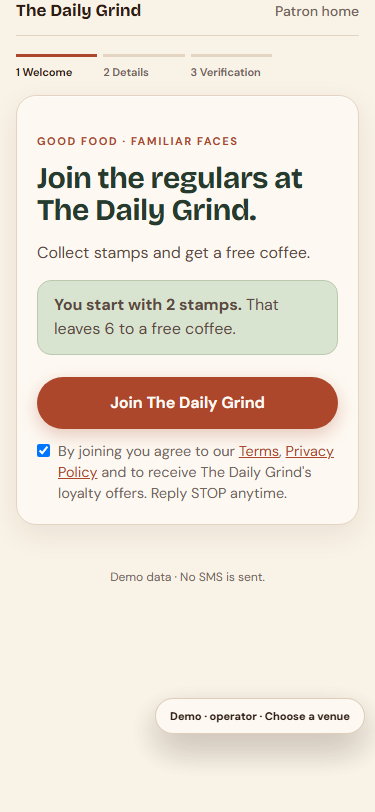 The Daily Grind
Patron home
1 Welcome
2 Details
3 Verification
GOOD FOOD · FAMILIAR FACES
Join the regulars at
The Daily Grind.
Collect stamps and get a free coffee.
You start with 2 stamps. That
leaves 6 to a free coffee.
Join The Daily Grind
By joining you agree to our Terms, Privacy
Policy and to receive The Daily Grind's
loyalty offers. Reply STOP anytime.
Demo data · No SMS is sent.
Demo · operator · Choose a venue